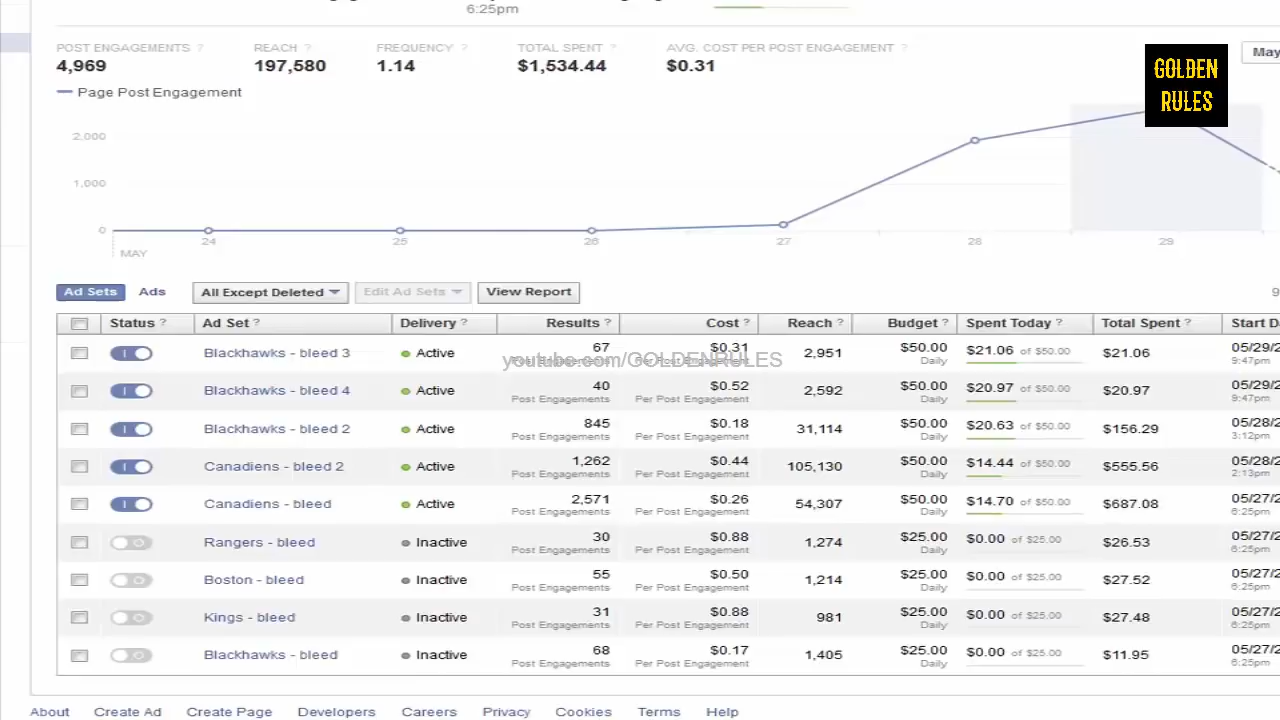 6:25pm
POST ENGAGEMENTS ? REACH ? FREQUENCY ? TOTAL SPENT ? AVG. COST PER POST ENGAGEMENT ?
4,969 197,580 1.14 $1,534.44 $0.31
May
GOLDEN
RULES
Page Post Engagement
2,000
1,000
0
24 25 26 27 28 29
MAY
Ad Sets Ads All Except Deleted Edit Ad Sets View Report
Status ? Ad Set ? Delivery ? Results ? Cost ? Reach ? Budget ? Spent Today ? Total Spent ? Start D
Blackhawks - bleed 3 Active 67 $0.31 2,951 $50.00 $21.06 of $50.00 $21.06 05/29/2
Post Engagements Per Post Engagement Daily 9:47pm
youtube.com/GOLDENRULES
Blackhawks - bleed 4 Active 40 $0.52 2,592 $50.00 $20.97 of $50.00 $20.97 05/29/2
Post Engagements Per Post Engagement Daily 9:47pm
Blackhawks - bleed 2 Active 845 $0.18 31,114 $50.00 $20.63 of $50.00 $156.29 05/28/2
Post Engagements Per Post Engagement Daily 3:12pm
Canadiens - bleed 2 Active 1,262 $0.44 105,130 $50.00 $14.44 of $50.00 $555.56 05/28/2
Post Engagements Per Post Engagement Daily 2:13pm
Canadiens - bleed Active 2,571 $0.26 54,307 $50.00 $14.70 of $50.00 $687.08 05/27/2
Post Engagements Per Post Engagement Daily 6:25pm
Rangers - bleed Inactive 30 $0.88 1,274 $25.00 $0.00 of $25.00 $26.53 05/27/2
Post Engagements Per Post Engagement Daily 6:25pm
Boston - bleed Inactive 55 $0.50 1,214 $25.00 $0.00 of $25.00 $27.52 05/27/2
Post Engagements Per Post Engagement Daily 6:25pm
Kings - bleed Inactive 31 $0.88 981 $25.00 $0.00 of $25.00 $27.48 05/27/2
Post Engagements Per Post Engagement Daily 6:25pm
Blackhawks - bleed Inactive 68 $0.17 1,405 $25.00 $0.00 of $25.00 $11.95 05/27/2
Post Engagements Per Post Engagement Daily 6:25pm
About Create Ad Create Page Developers Careers Privacy Cookies Terms Help